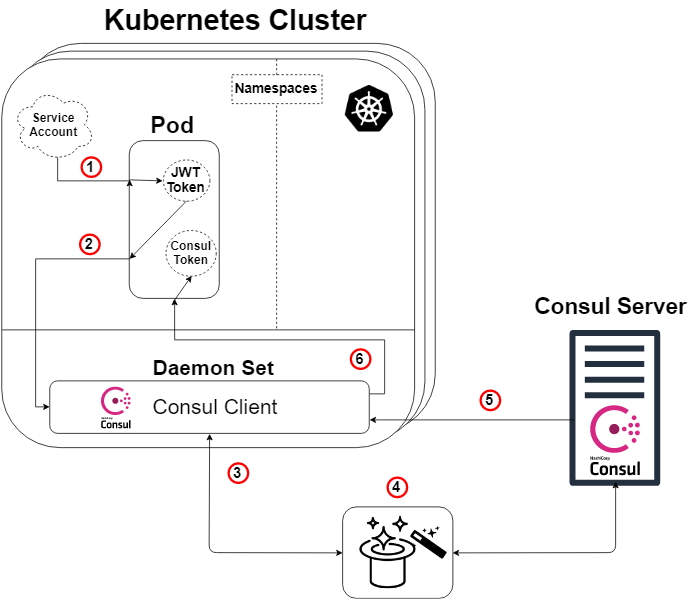 Kubernetes Cluster
Namespaces
Service
Account
Pod
1
JWT
Token
2
Consul
Token
Consul Server
6
Daemon Set
Consul Client
HashiCorp
Consul
5
HashiCorp
Consul
3
4